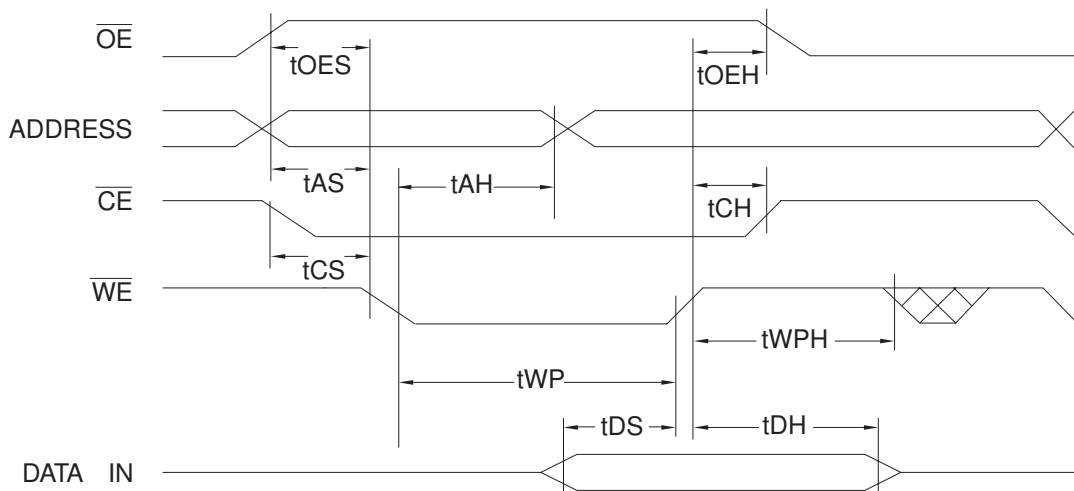 OE
tOES
tOEH
ADDRESS
tAS
tAH
CE
tCH
tCS
WE
tWPH
tWP
tDS
tDH
DATA IN